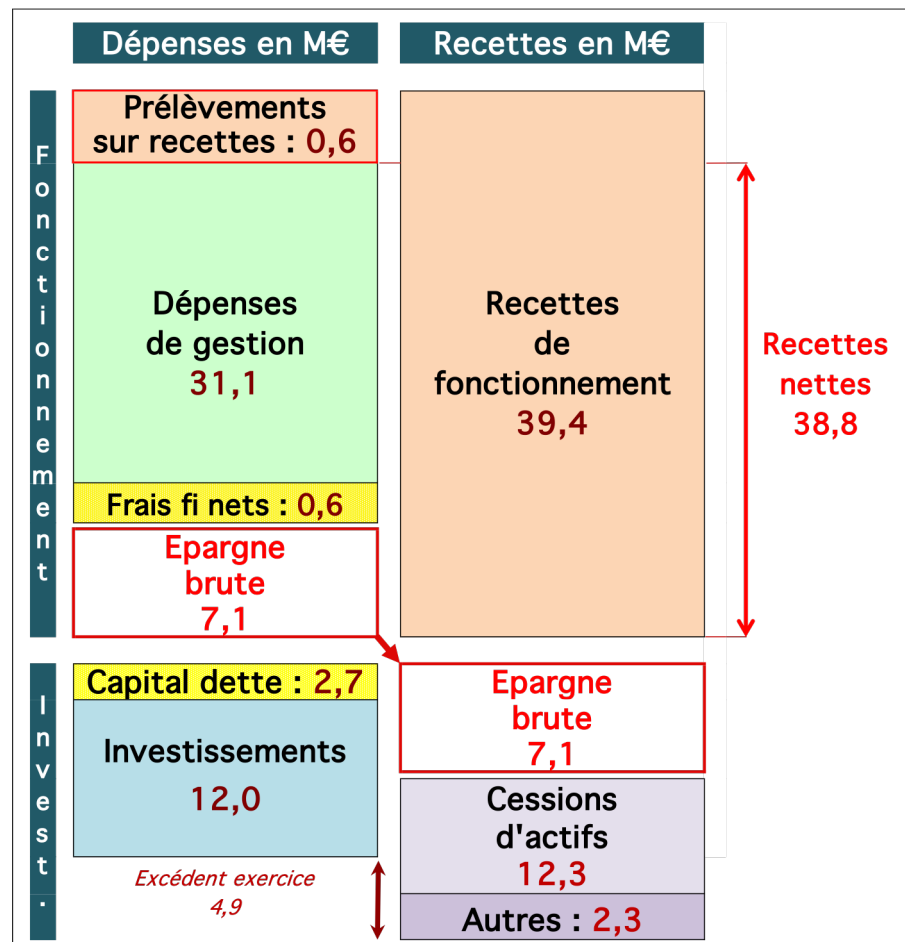 Dépenses en M€
Recettes en M€
Fonctionnement
Prélèvements
sur recettes : 0,6
Dépenses
de gestion
31,1
Frais fi nets : 0,6
Epargne
brute
7,1
Recettes
de
fonctionnement
39,4
Recettes
nettes
38,8
Invest.
Capital dette : 2,7
Investissements
12,0
Excédent exercice
4,9
Epargne
brute
7,1
Cessions
d'actifs
12,3
Autres : 2,3